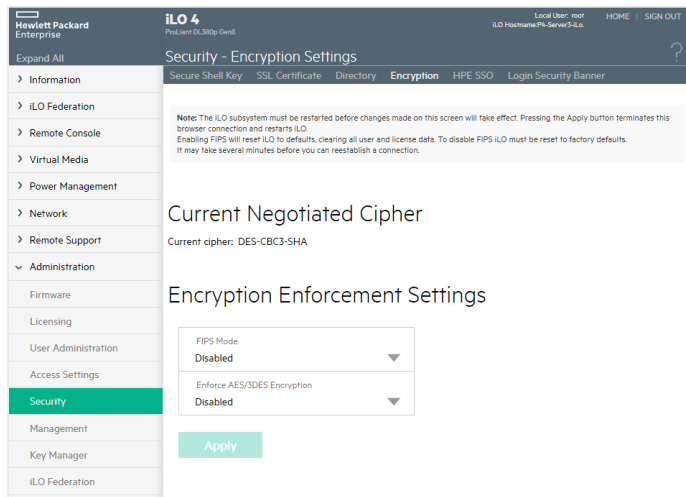 Hewlett Packard
Enterprise
Expand All
Information
iLO Federation
Remote Console
Virtual Media
Power Management
Network
Remote Support
Administration
Firmware
Licensing
User Administration
Access Settings
Security
Management
Key Manager
iLO Federation
iLO 4
ProLiant DL380p Gen8
Local User: root
iLO Hostname:P4-Server3-iLo.
HOME | SIGN OUT
Security - Encryption Settings
?
Secure Shell Key SSL Certificate Directory Encryption HPE SSO Login Security Banner
Note: The iLO subsystem must be restarted before changes made on this screen will take effect. Pressing the Apply button terminates this
browser connection and restarts iLO.
Enabling FIPS will reset iLO to defaults, clearing all user and license data. To disable FIPS iLO must be reset to factory defaults.
It may take several minutes before you can reestablish a connection.
Current Negotiated Cipher
Current cipher: DES-CBC3-SHA
Encryption Enforcement Settings
FIPS Mode
Disabled
Enforce AES/3DES Encryption
Disabled
Apply